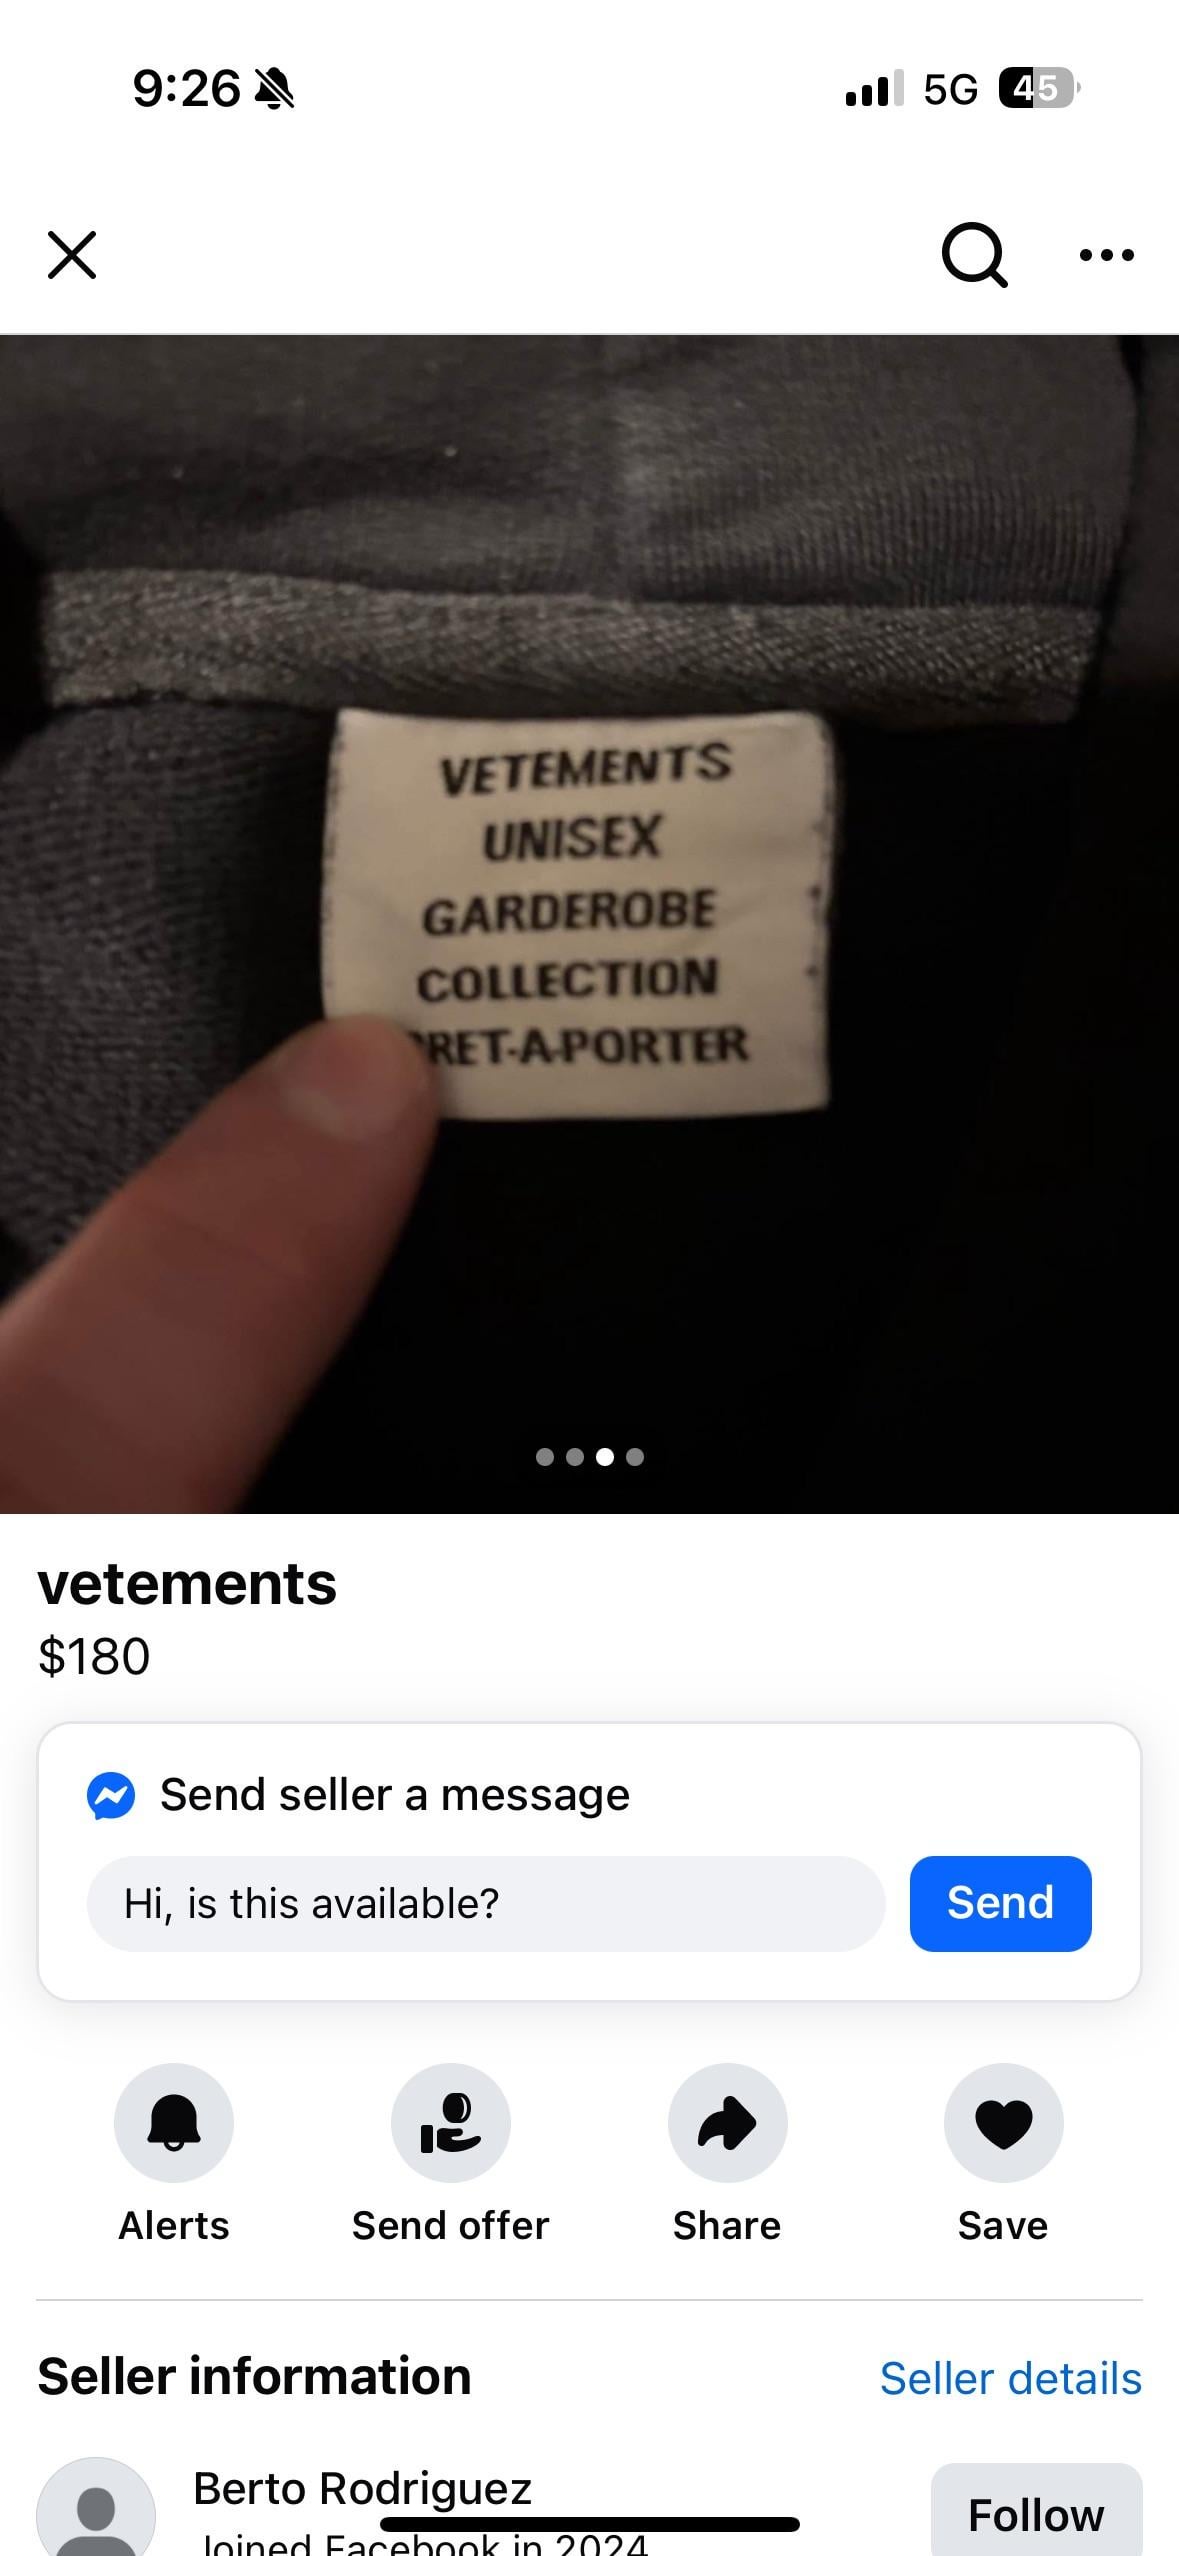 9:26
5G
45
VETEMENTS
UNISEX
GARDEROBE
COLLECTION
RET-A-PORTER
vetements
$180
Send seller a message
Hi, is this available?
Send
Alerts
Send offer
Share
Save
Seller information
Seller details
Berto Rodriguez
Follow
Joined Facebook in 2024